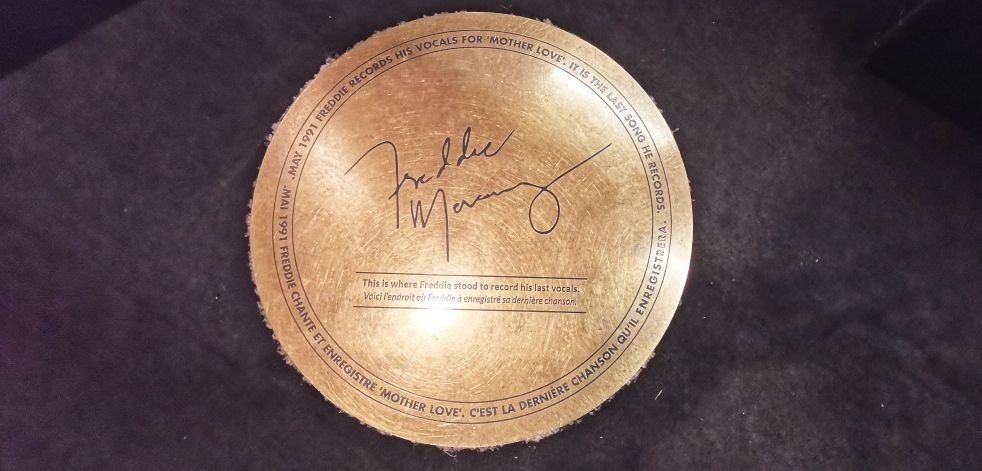 .MAY 1991 FREDDIE RECORDS HIS VOCALS FOR 'MOTHER LOVE'. IT IS THE LAST SONG HE RECORDS.
Freddie
Mercury
This is where Freddie stood to record his last vocals.
Voici l'endroit où Freddie à enregistré sa dernière chanson.
.MAI 1991 FREDDIE CHANTE ET ENREGISTRE 'MOTHER LOVE'. C'EST LA DERNIÈRE CHANSON QU'IL ENREGISTRERA.